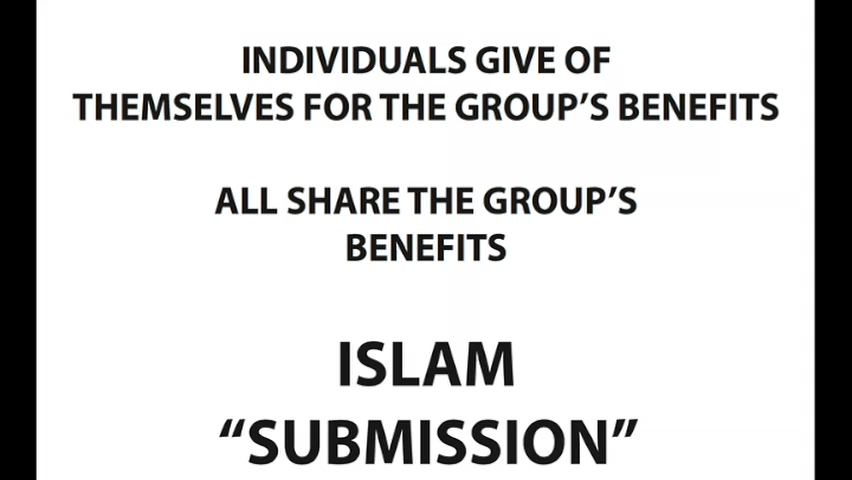 INDIVIDUALS GIVE OF
THEMSELVES FOR THE GROUP’S BENEFITS
ALL SHARE THE GROUP’S
BENEFITS
ISLAM
“SUBMISSION”